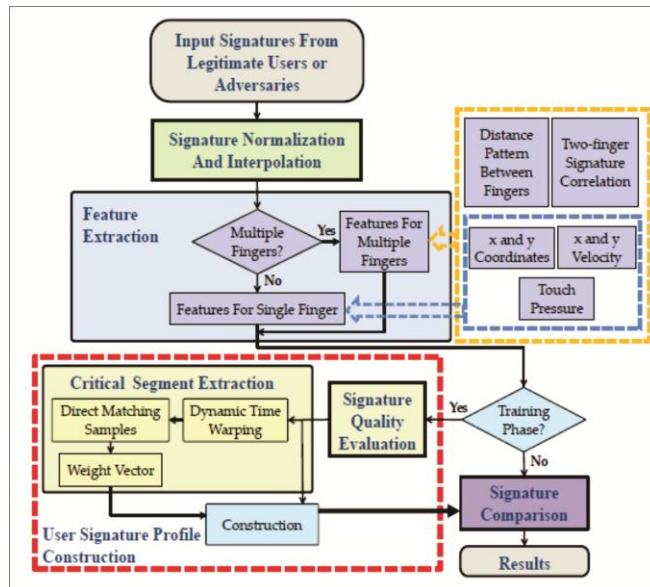 Input Signatures From
Legitimate Users or
Adversaries
Signature Normalization
And Interpolation
Distance
Pattern
Between
Fingers
Two-finger
Signature
Correlation
Feature
Extraction
Multiple
Fingers?
Yes
Features For
Multiple
Fingers
x and y
Coordinates
x and y
Velocity
No
Features For Single Finger
Touch
Pressure
Critical Segment Extraction
Direct Matching
Samples
Dynamic Time
Warping
Signature
Quality
Evaluation
Yes
Training
Phase?
Weight Vector
No
Construction
Signature
Comparison
User Signature Profile
Construction
Results